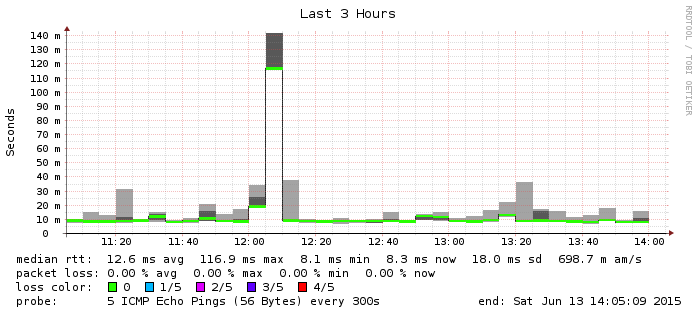 Last 3 Hours
RRDTOOL / TOBI OETIKER
Seconds
140 m
130 m
120 m
110 m
100 m
90 m
80 m
70 m
60 m
50 m
40 m
30 m
20 m
10 m
0
11:20 11:40 12:00 12:20 12:40 13:00 13:20 13:40 14:00
median rtt: 12.6 ms avg 116.9 ms max 8.1 ms min 8.3 ms now 18.0 ms sd 698.7 m am/s
packet loss: 0.00 % avg 0.00 % max 0.00 % min 0.00 % now
loss color: 0 1/5 2/5 3/5 4/5
probe: 5 ICMP Echo Pings (56 Bytes) every 300s end: Sat Jun 13 14:05:09 2015